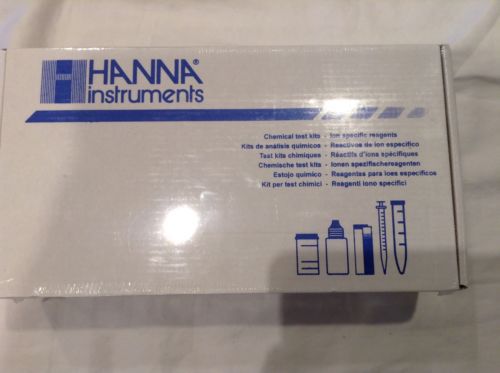 HANNA®
instruments
Chemical test kits - Ion specific reagents
Kits de análisis químicos - Reactivos de ion específico
Test kits chimiques - Réactifs d'ions spécifiques
Chemische test kits - Ionen spezifischereagenten
Estojo químico - Reagentas para ioes específicos
Kit per test chimici - Reagenti iono specifici